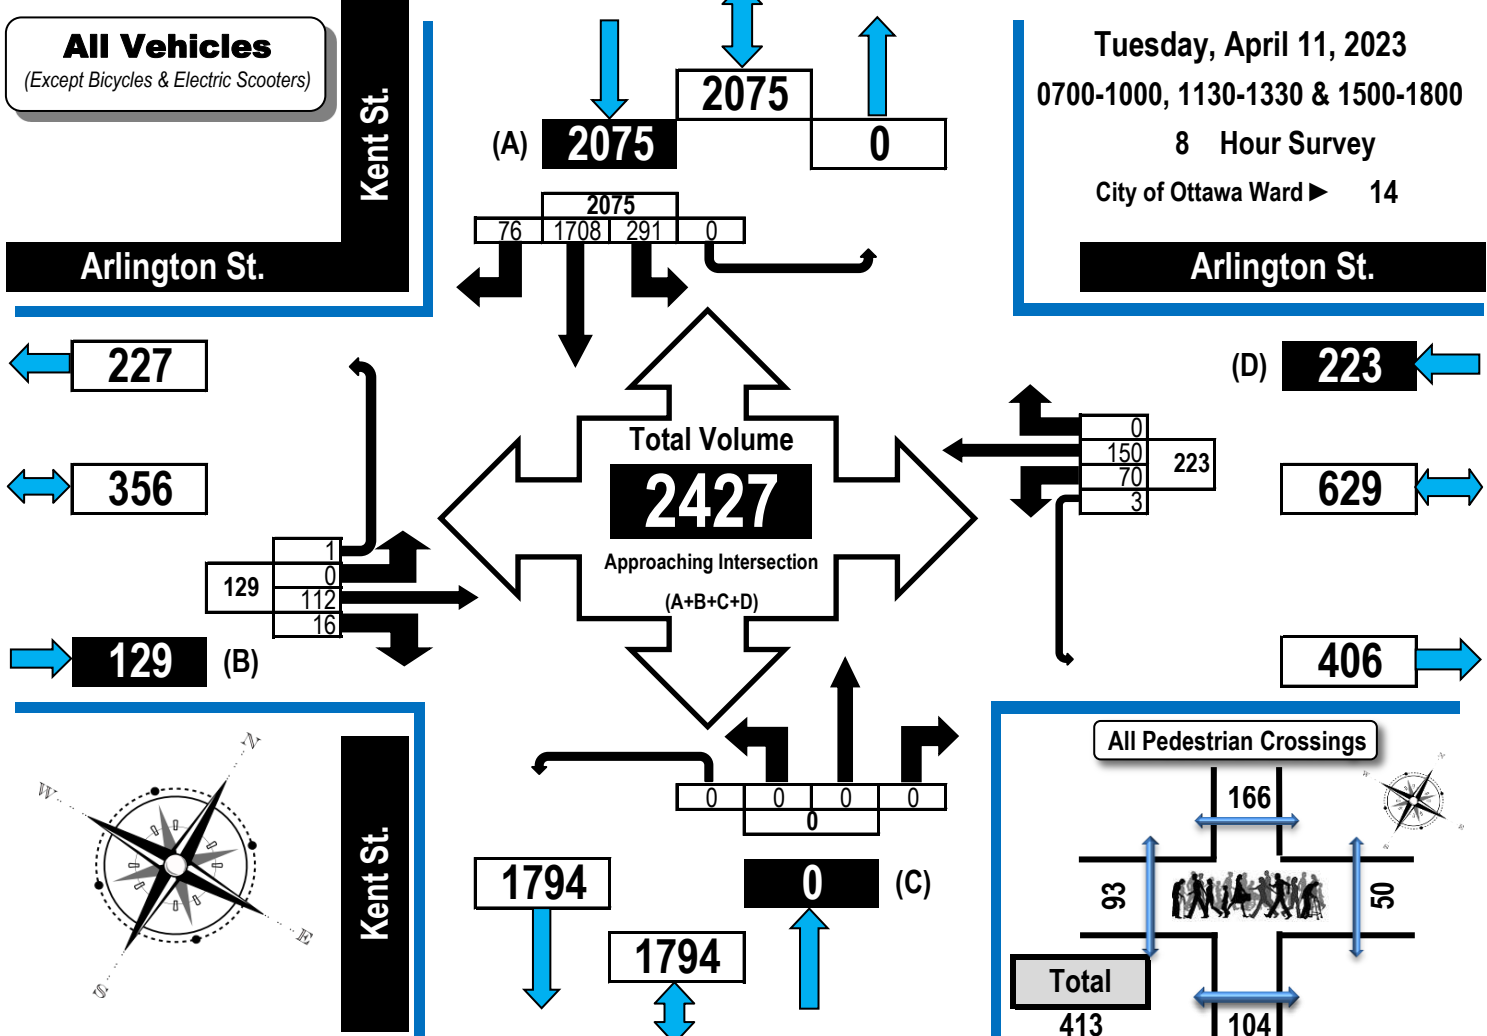 All Vehicles
(Except Bicycles & Electric Scooters)
Kent St.
Arlington St.
2075
(A) 2075
0
2075
76 1708 291 0
Tuesday, April 11, 2023
0700-1000, 1130-1330 & 1500-1800
8 Hour Survey
City of Ottawa Ward ► 14
Arlington St.
227
356
129
1
0
112
16
129 (B)
Total Volume
2427
Approaching Intersection
(A+B+C+D)
(D) 223
0
150
70
3
223
629
406
N
W
E
S
Kent St.
0 0 0 0
0
1794
0 (C)
1794
All Pedestrian Crossings
166
93
50
Total
413
104